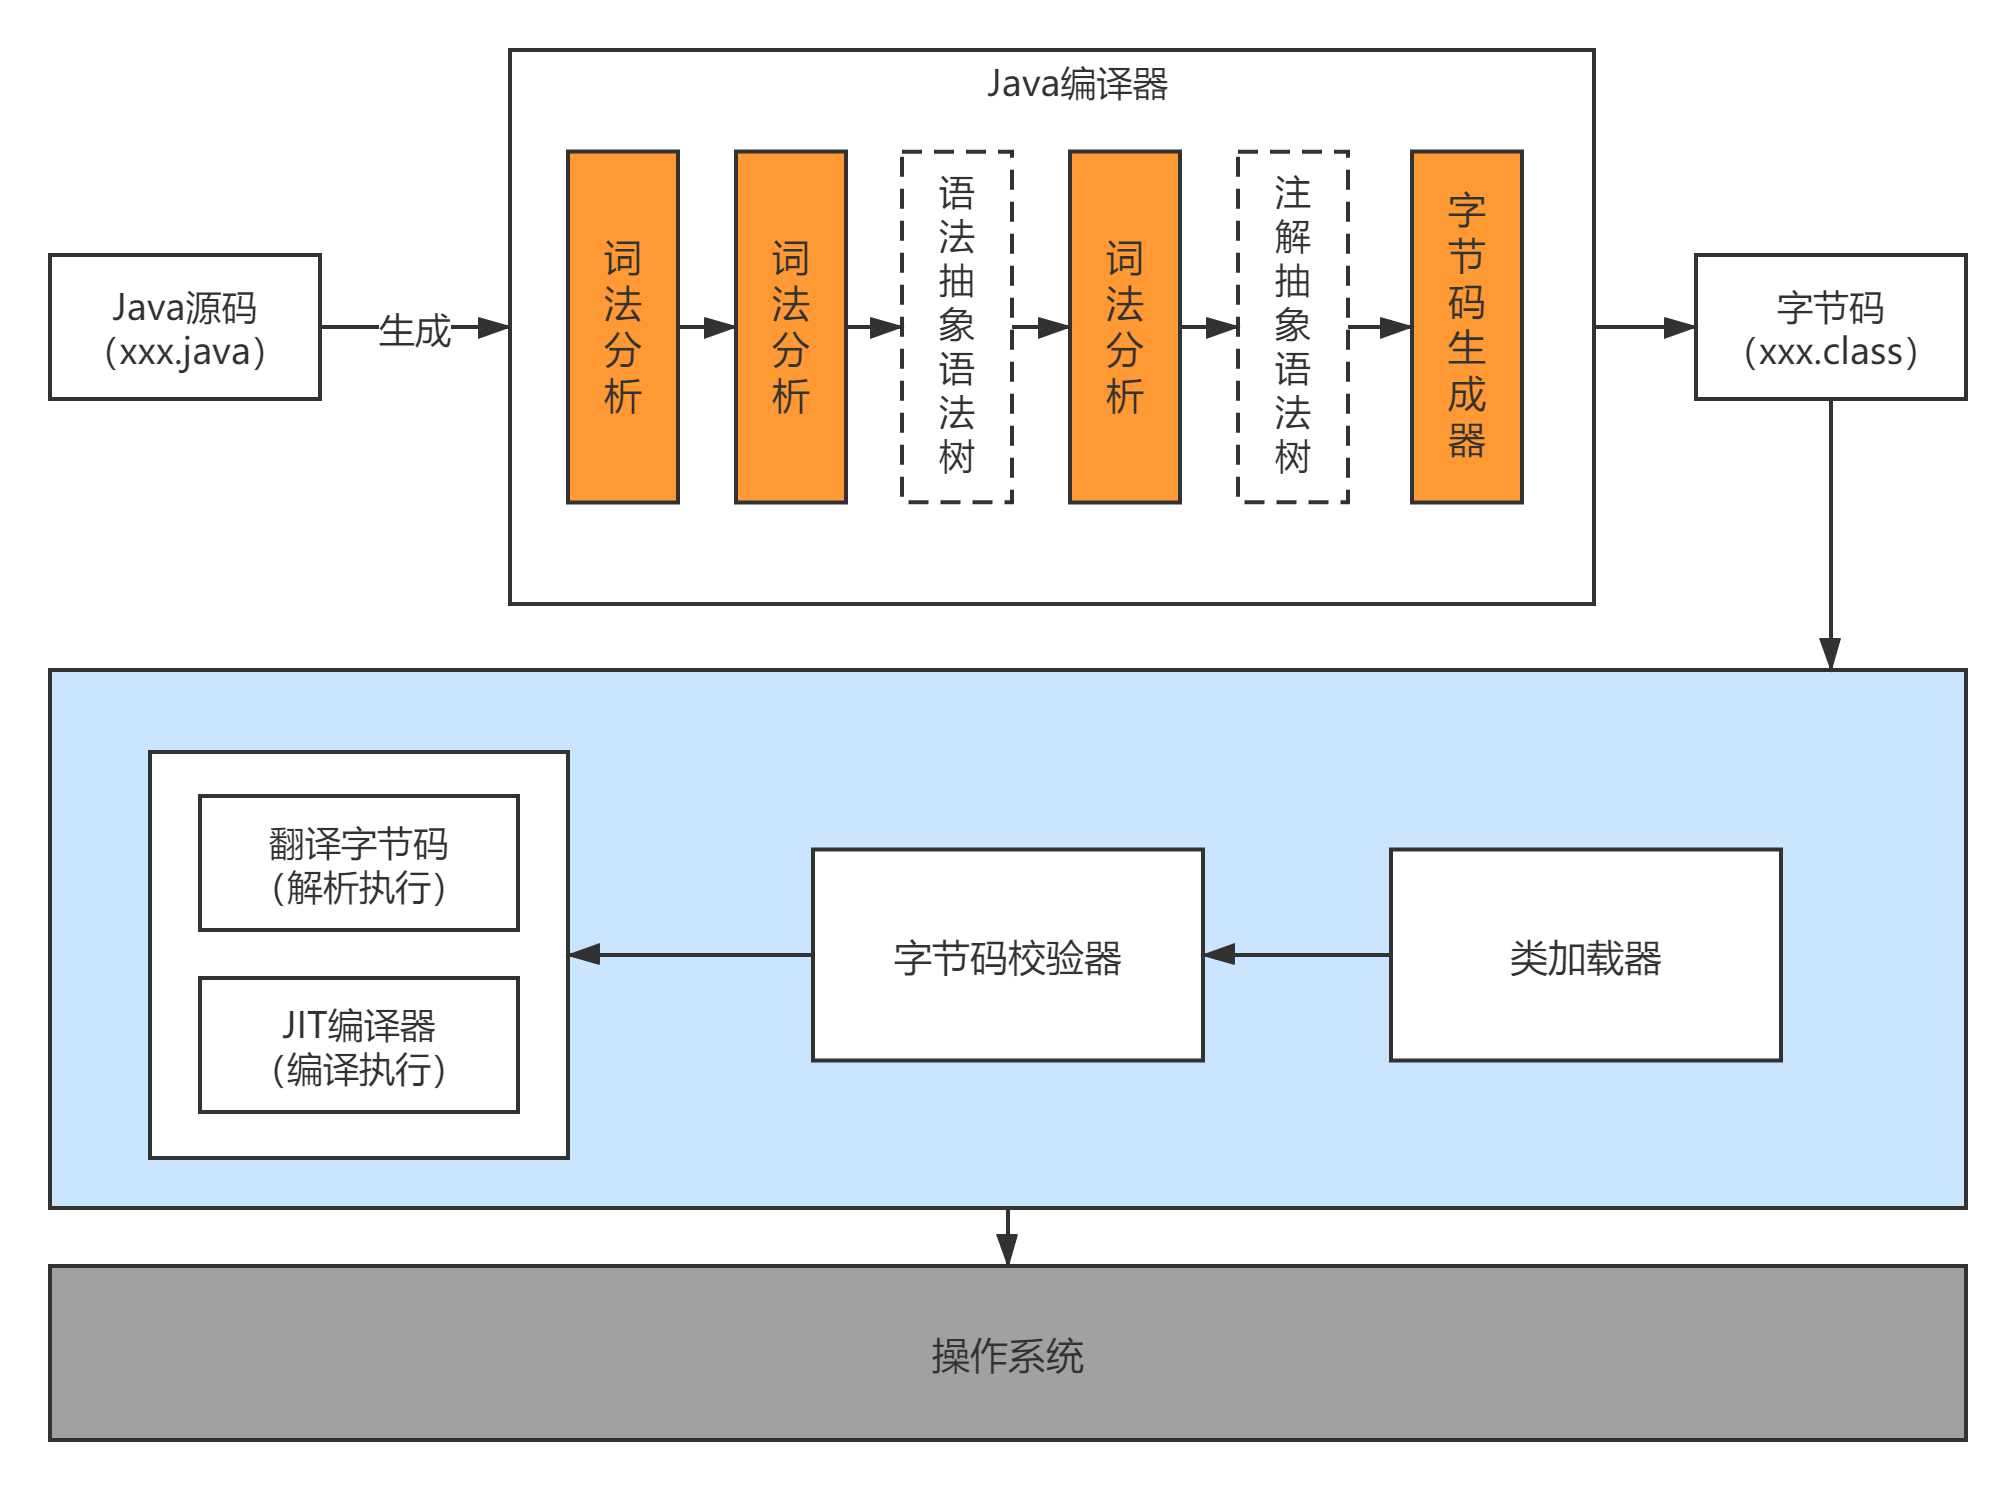 Java编译器
Java源码
（xxx.java）
生成
词法分析
词法分析
语法抽象语法树
词法分析
注解抽象语法树
字节码生成器
字节码
（xxx.class）
翻译字节码
（解析执行）
JIT编译器
（编译执行）
字节码校验器
类加载器
操作系统